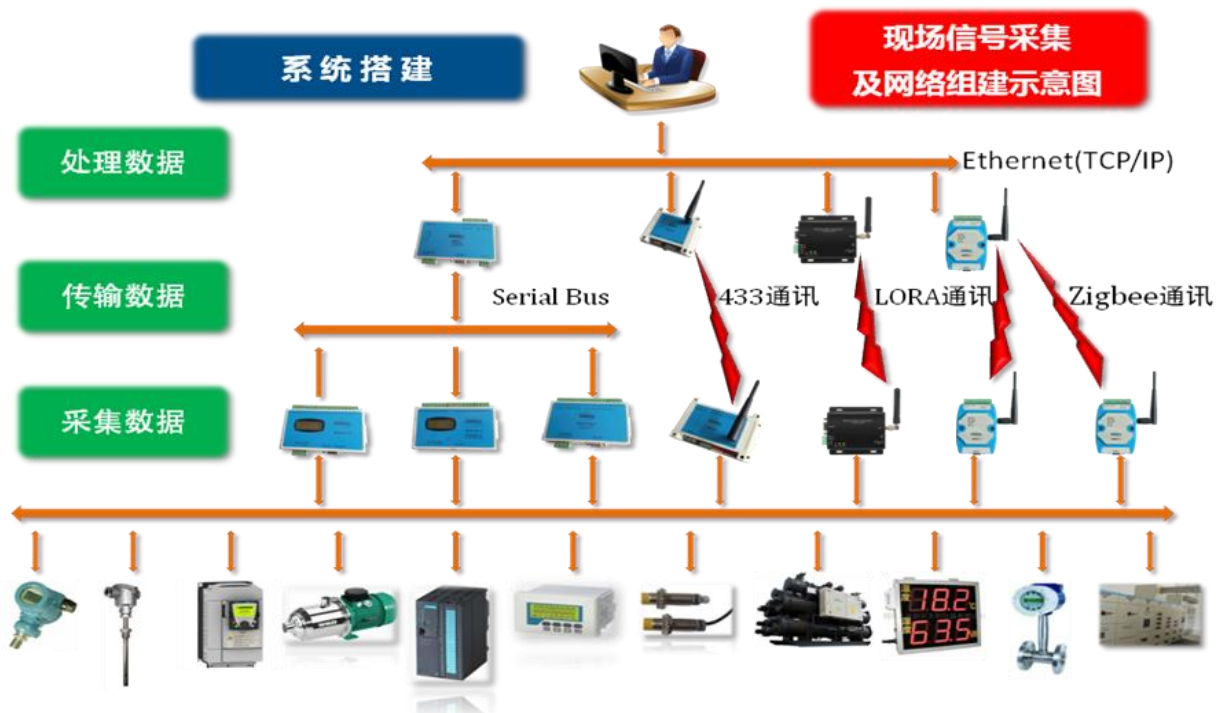 系统搭建
现场信号采集
及网络组建示意图
处理数据
Ethernet(TCP/IP)
传输数据
Serial Bus
433通讯
LORA通讯
Zigbee通讯
采集数据
18.2
℃
63.5